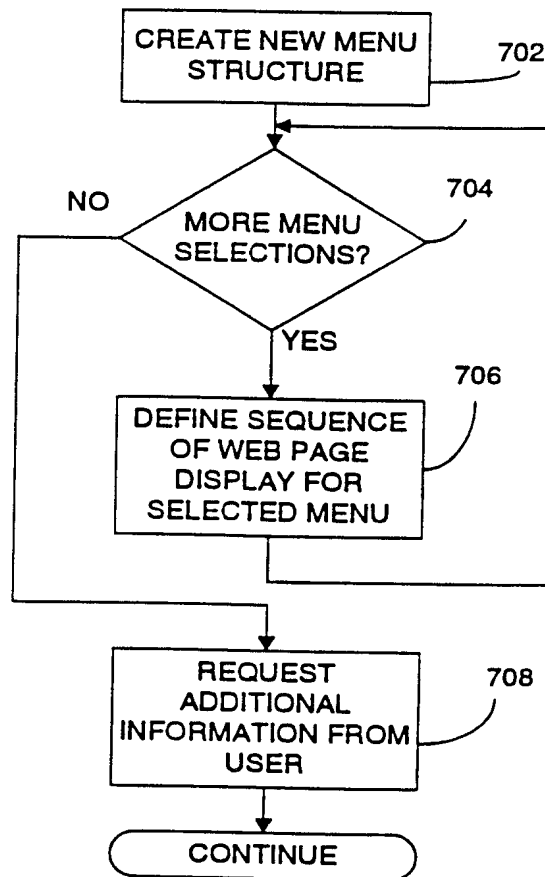 CREATE NEW MENU
STRUCTURE
702
704
NO
MORE MENU
SELECTIONS?
YES
706
DEFINE SEQUENCE
OF WEB PAGE
DISPLAY FOR
SELECTED MENU
REQUEST
ADDITIONAL
INFORMATION FROM
USER
708
CONTINUE